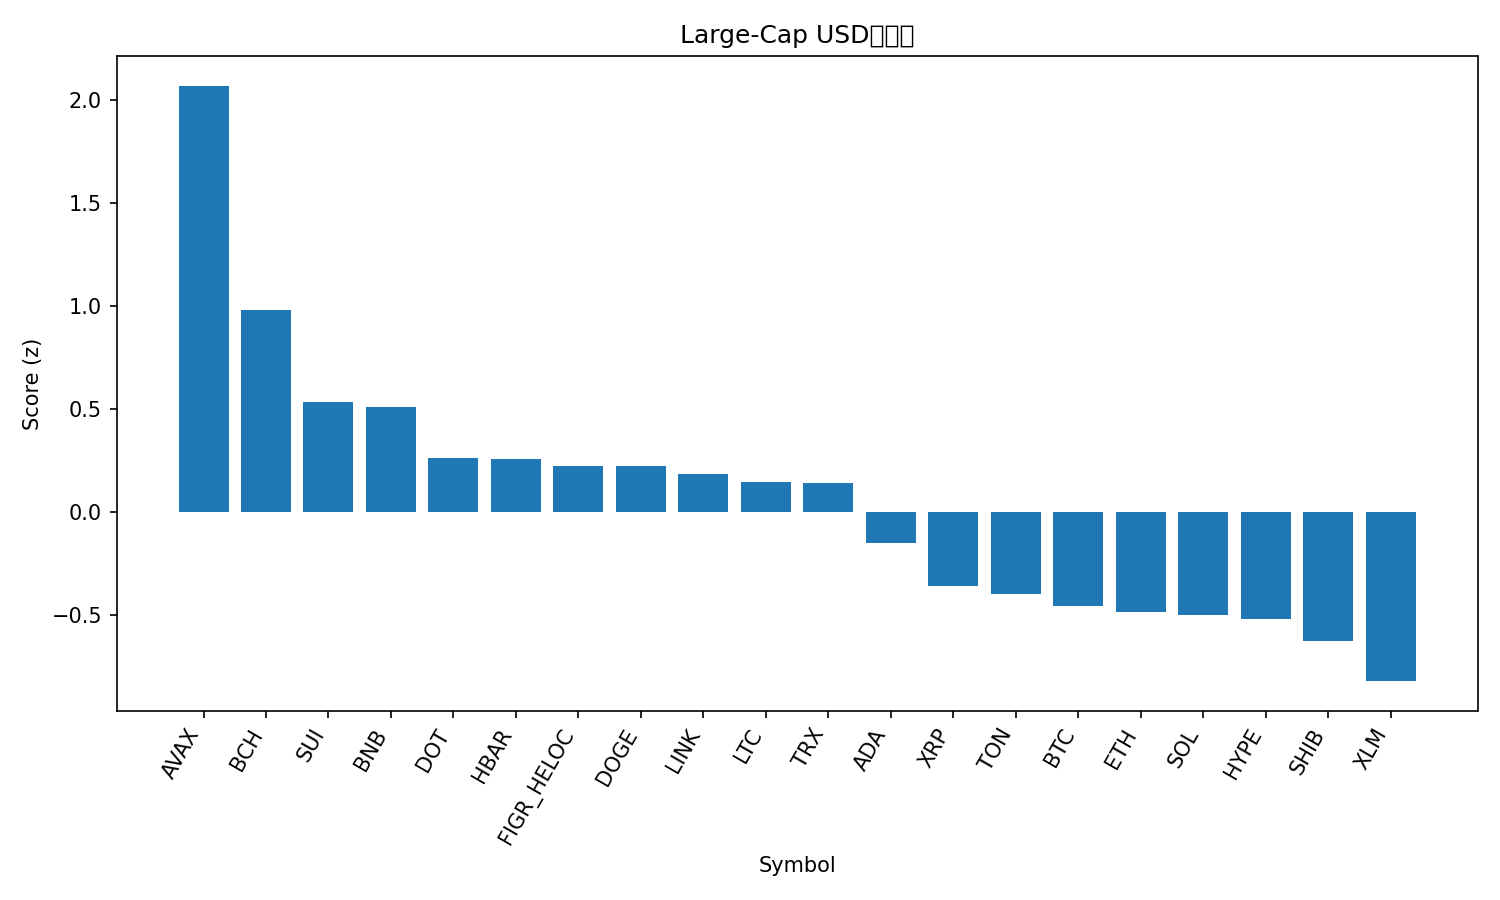 Large-Cap USD
Score (z)
2.0
1.5
1.0
0.5
0.0
−0.5
AVAX
BCH
SUI
BNB
DOT
HBAR
FIGR_HELOC
DOGE
LINK
LTC
TRX
ADA
XRP
TON
BTC
ETH
SOL
HYPE
SHIB
XLM
Symbol